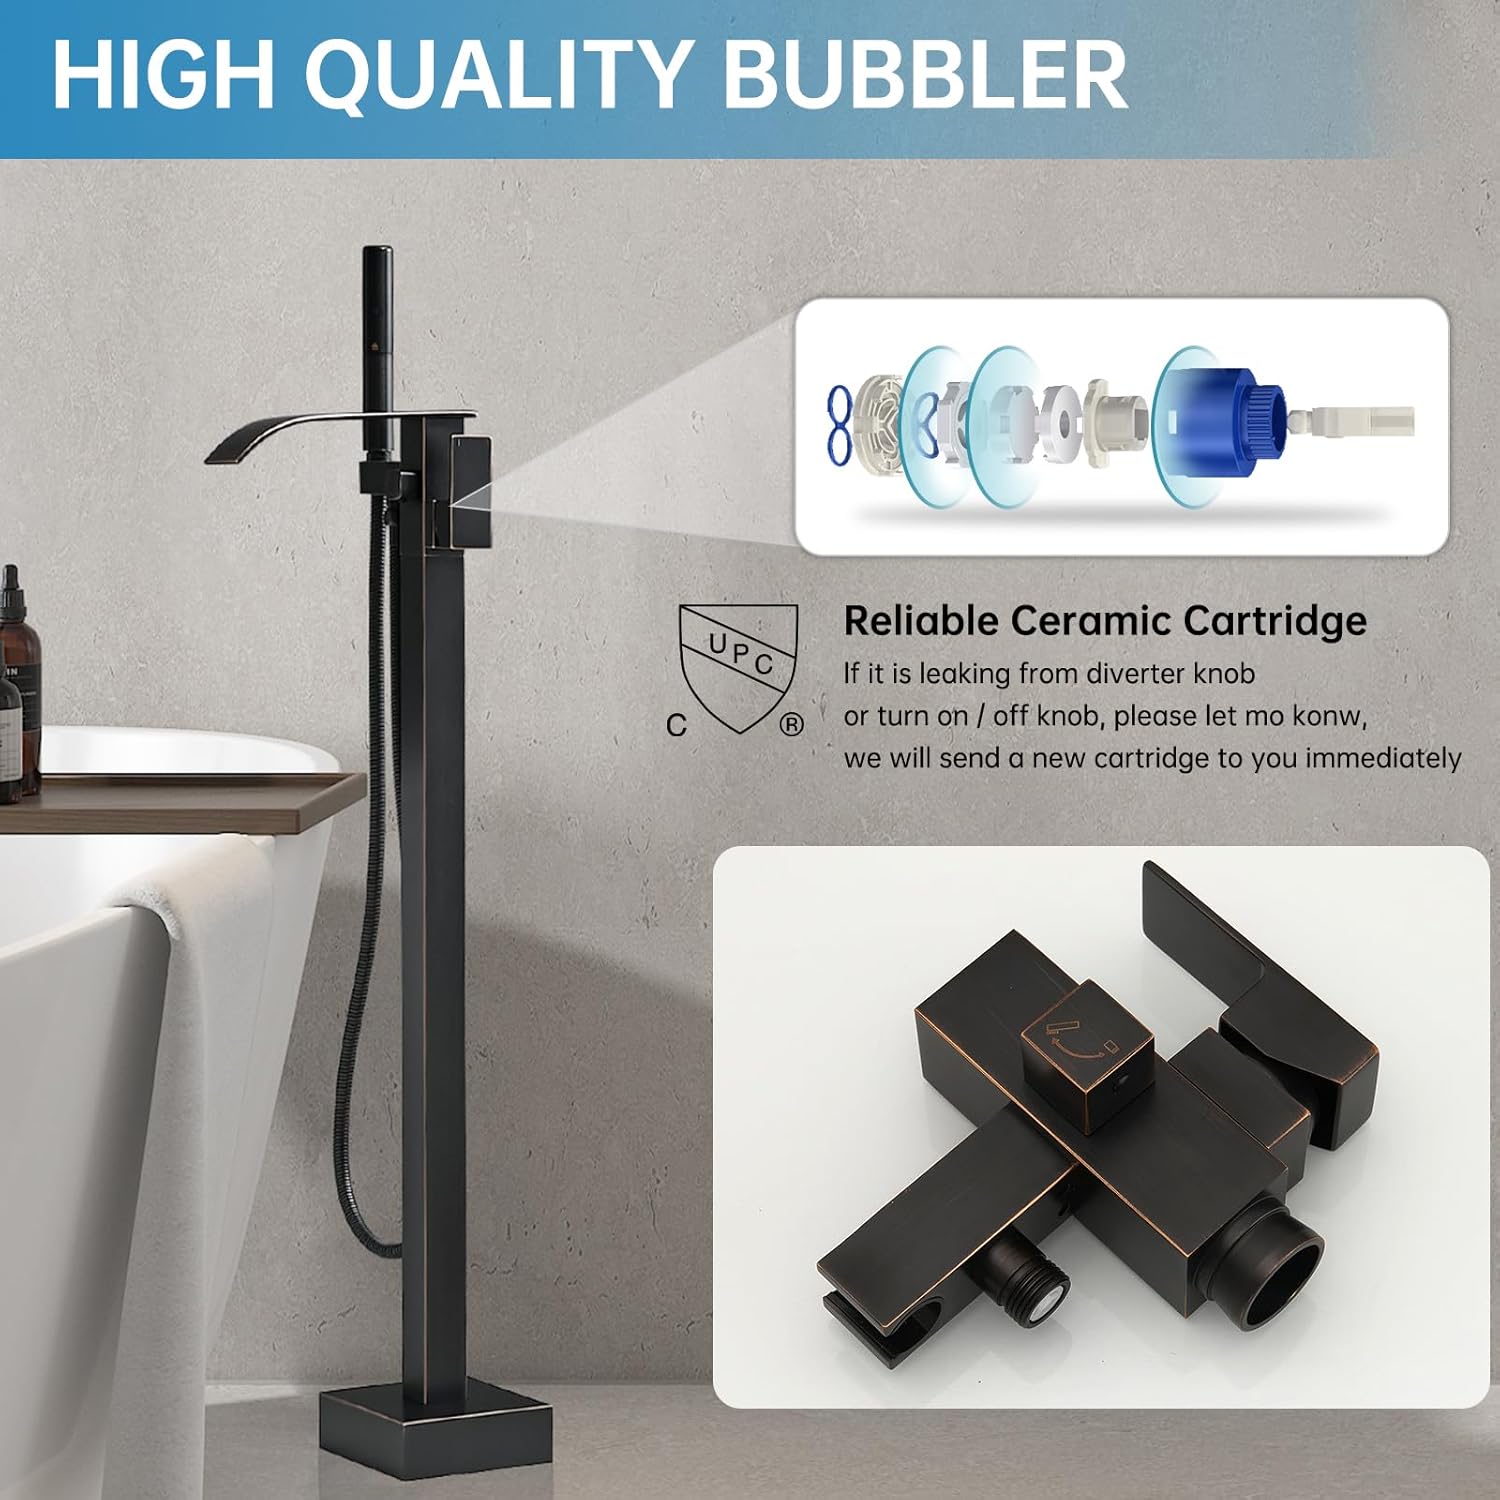 HIGH QUALITY BUBBLER
UPC
C ®
Reliable Ceramic Cartridge
If it is leaking from diverter knob
or turn on / off knob, please let mo konw,
we will send a new cartridge to you immediately